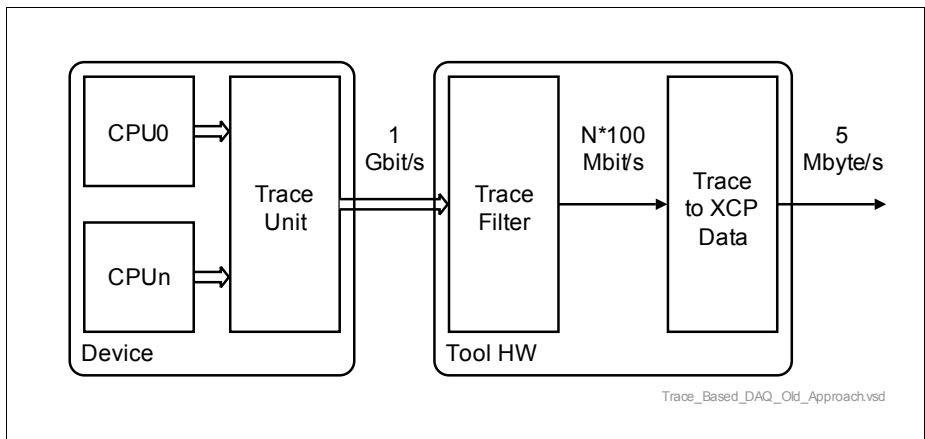 CPU0
CPUn
Trace
Unit
Device
1
Gbit/s
Trace
Filter
N*100
Mbit/s
Trace
to XCP
Data
Tool HW
5
Mbyte/s
Trace_Based_DAQ_Old_Approach.vsd